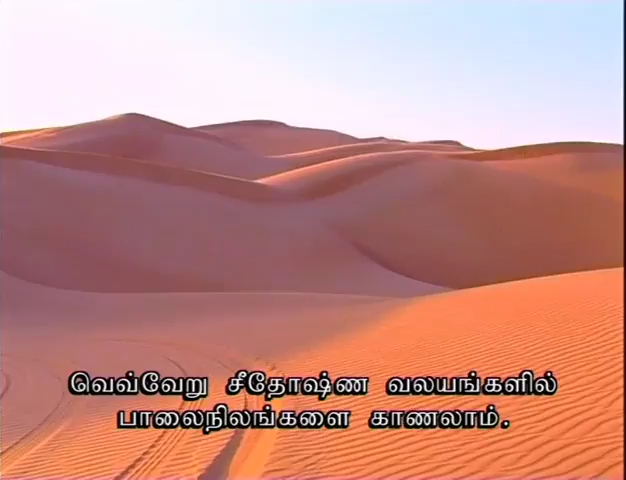 வெவ்வேறு சீதோஷ்ண வலயங்களில்
பாலைநிலங்களை காணலாம்.